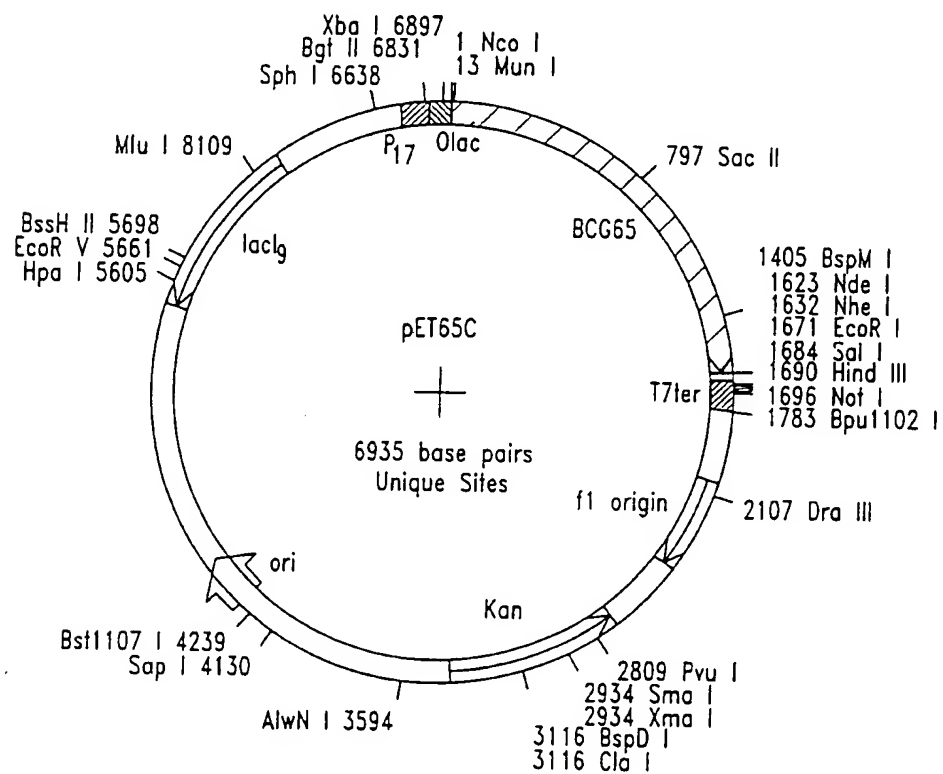 Xba I 6897
Bgt II 6831
Sph I 6638
1 Nco I
13 Mun I
P17
Olac
Mlu I 8109
797 Sac II
BssH II 5698
EcoR V 5661
Hpa I 5605
lacIg
BCG65
1405 BspM I
1623 Nde I
1632 Nhe I
1671 EcoR I
1684 Sal I
1690 Hind III
1696 Not I
1783 Bpu1102 I
pET65C
T7ter
6935 base pairs
Unique Sites
f1 origin
2107 Dra III
ori
Kan
Bst1107 I 4239
Sap I 4130
AlwN I 3594
2809 Pvu I
2934 Sma I
2934 Xma I
3116 BspD I
3116 Cla I